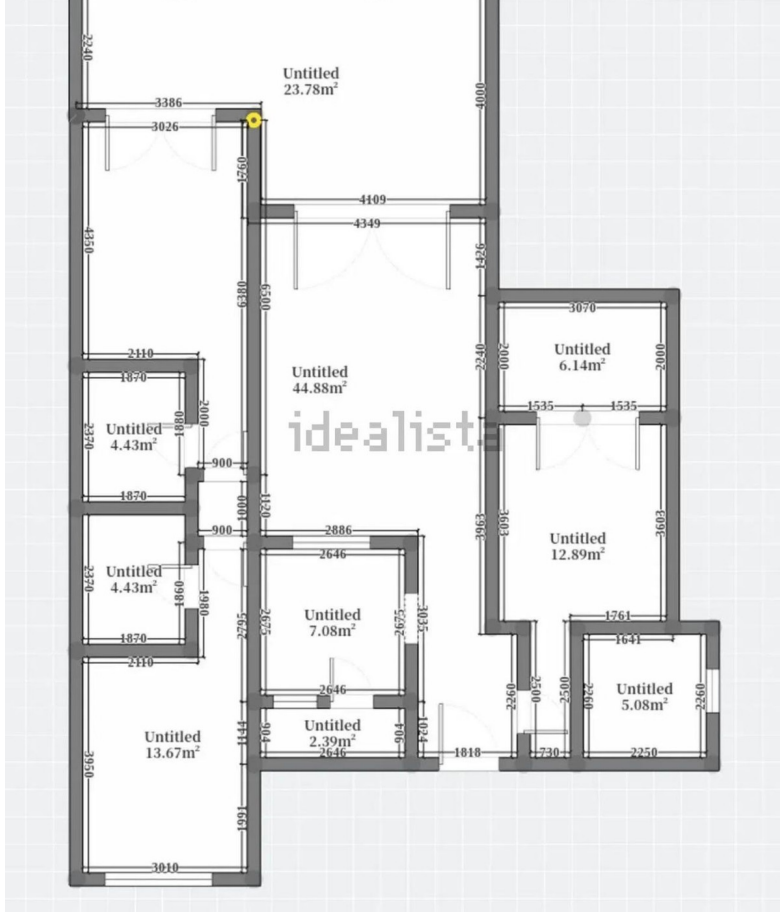 2240
Untitled
23.78m²
4000
3386
3026
1760
4109
4349
4350
6380
6500
1426
3070
2240
2000
Untitled
6.14m²
2000
Untitled
44.88m²
2110
1870
2000
1535
1535
idealista
2370
Untitled
4.43m²
1880
900
1870
1000
1120
3963
3603
Untitled
12.89m²
3603
900
2886
2646
2370
Untitled
4.43m²
1860
1980
2795
2675
Untitled
7.08m²
2675
3035
1761
1641
1870
2110
2646
2260
2500
2500
2260
Untitled
5.08m²
2260
Untitled
13.67m²
3950
1144
904
Untitled
2.39m²
904
1024
2646
1818
730
2250
1991
3010